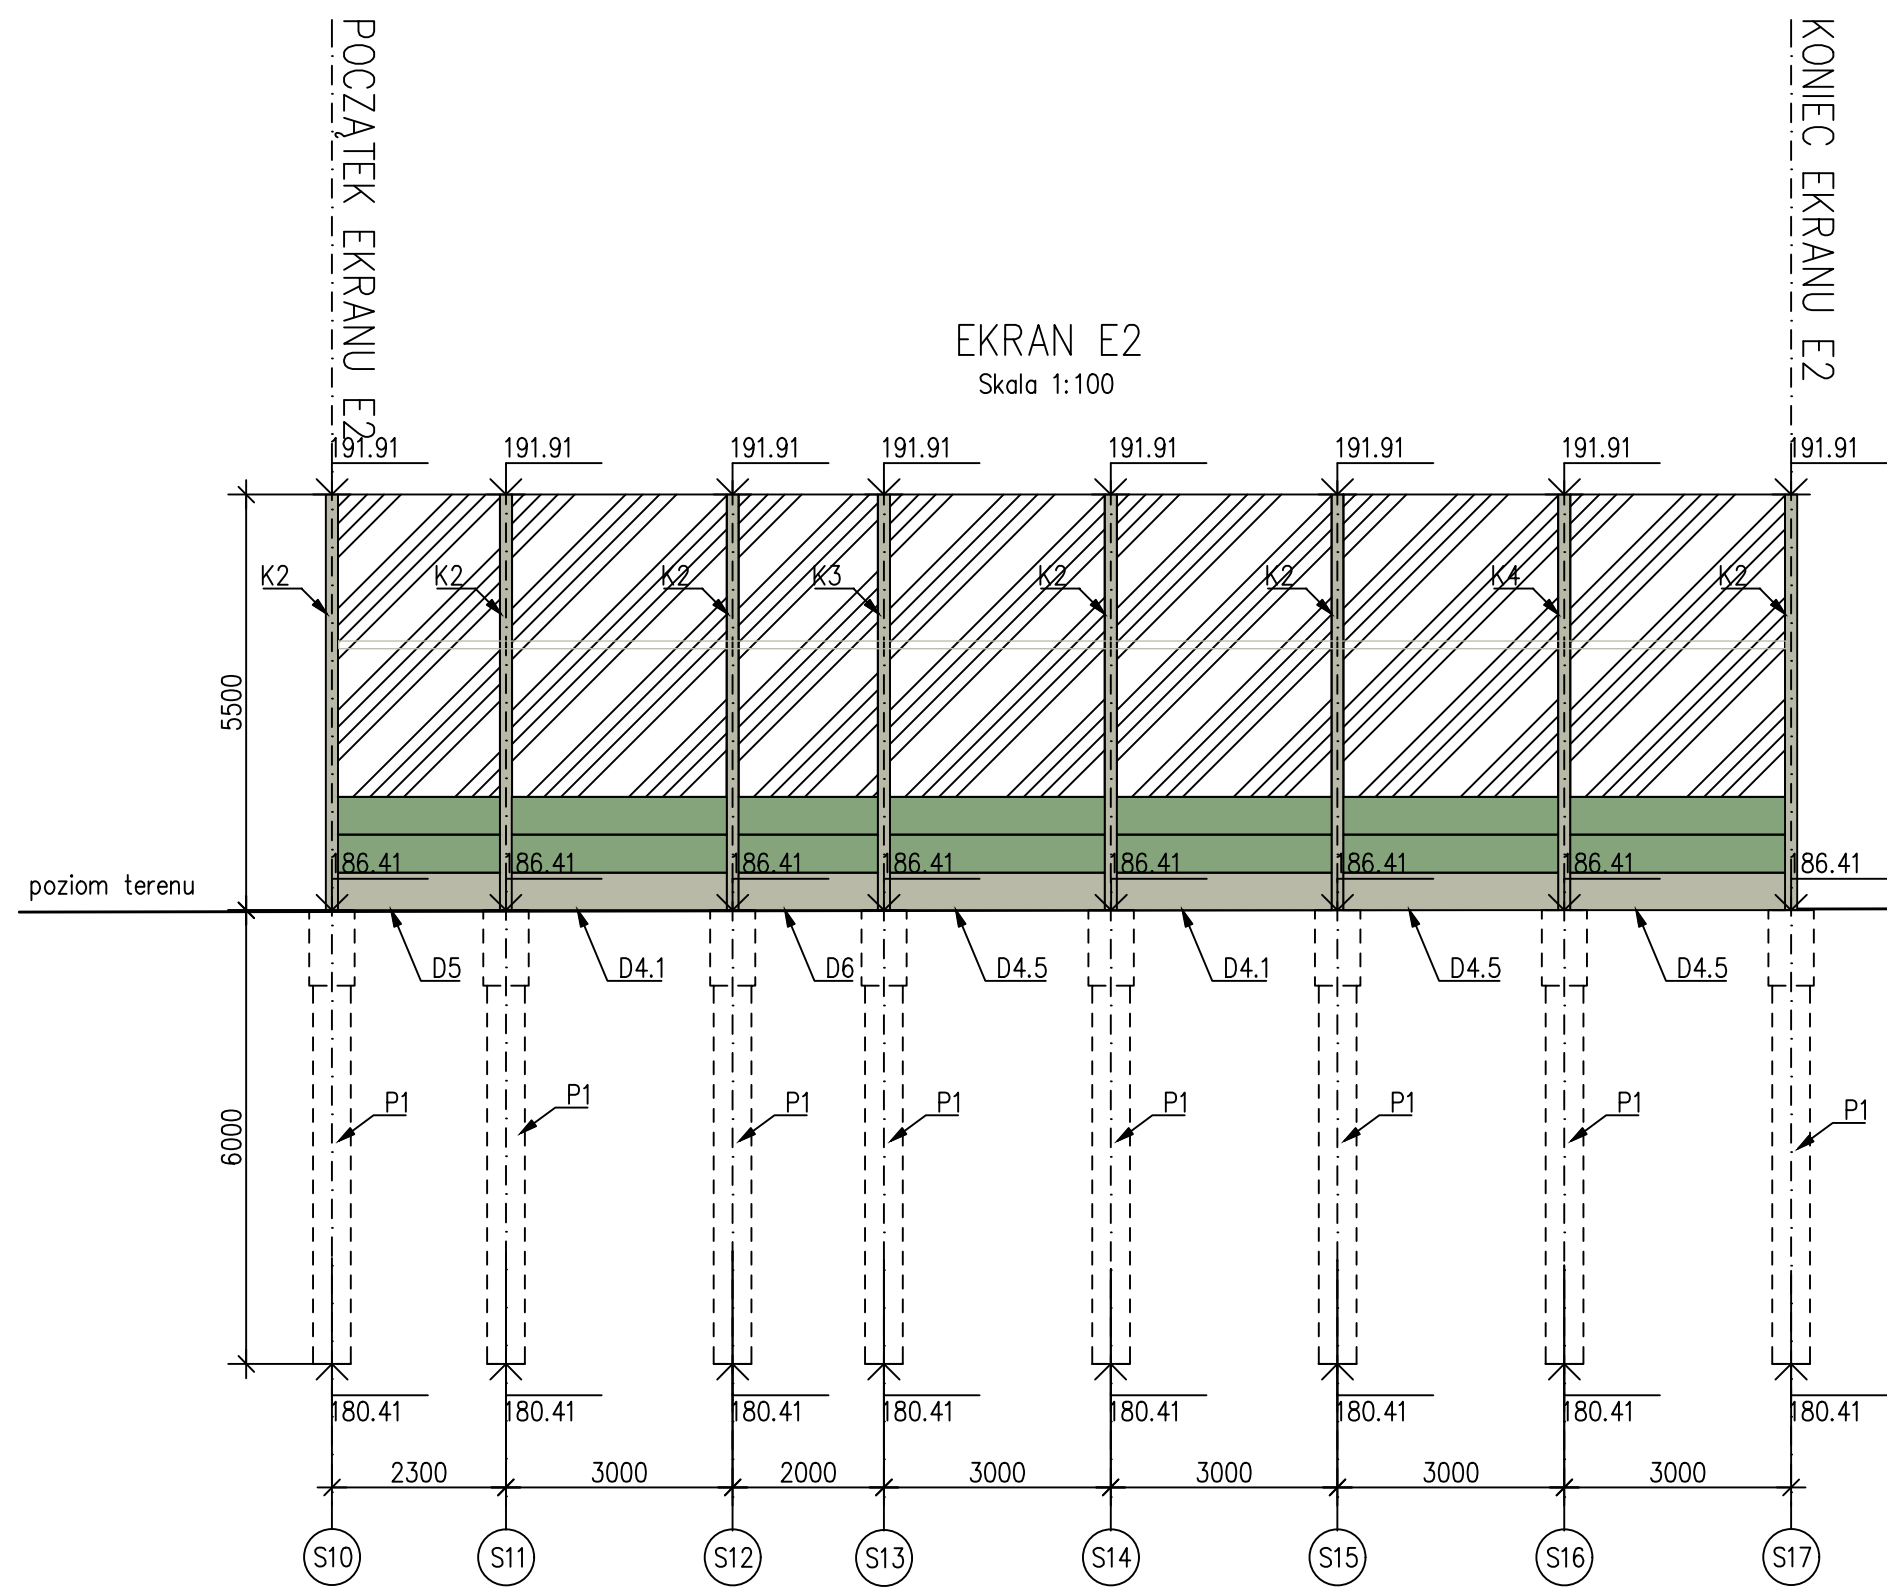 POCZĄTEK EKRANU E2
KONIEC EKRANU E2
EKRAN E2
Skala 1:100
191.91 191.91 191.91 191.91 191.91 191.91 191.91 191.91
K2 K2 K2 K3 K2 K2 K4 K2
5500
186.41 186.41 186.41 186.41 186.41 186.41 186.41 186.41
poziom terenu
D5 D4.1 D6 D4.5 D4.1 D4.5 D4.5
P1 P1 P1 P1 P1 P1 P1 P1
6000
180.41 180.41 180.41 180.41 180.41 180.41 180.41 180.41
2300 3000 2000 3000 3000 3000 3000
S10 S11 S12 S13 S14 S15 S16 S17